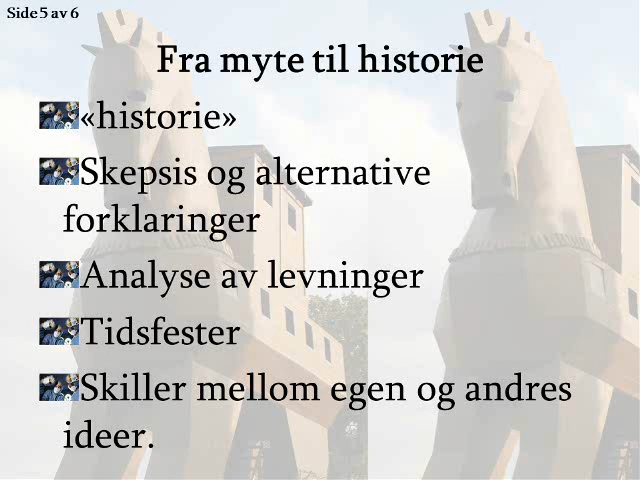 Side 5 av 6
Fra myte til historie
«historie»
Skepsis og alternative
forklaringer
Analyse av levninger
Tidsfester
Skiller mellom egen og andres
ideer.